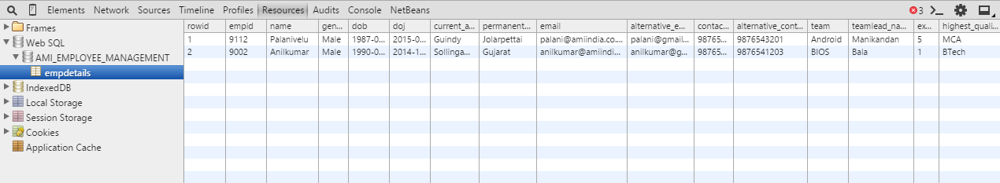 Elements Network Sources Timeline Profiles Resources Audits Console NetBeans 3
Frames
Web SQL
AMI_EMPLOYEE_MANAGEMENT
empdetails
IndexedDB
Local Storage
Session Storage
Cookies
Application Cache
rowid empid name gen... dob doj current_a... permanent... email alternative_e... contac... alternative_cont... team teamlead_na... ex... highest_quali...
1 9112 Palanivelu Male 1987-0... 2015-0... Guindy Jolarpettai palani@amiindia.co.... palani@gmail... 98765... 9876543201 Android Manikandan 5 MCA
2 9002 Anilkumar Male 1990-0... 2014-1... Sollinga... Gujarat anilkumar@amiindi... anilkumar@g... 98765... 9876541203 BIOS Bala 1 BTech